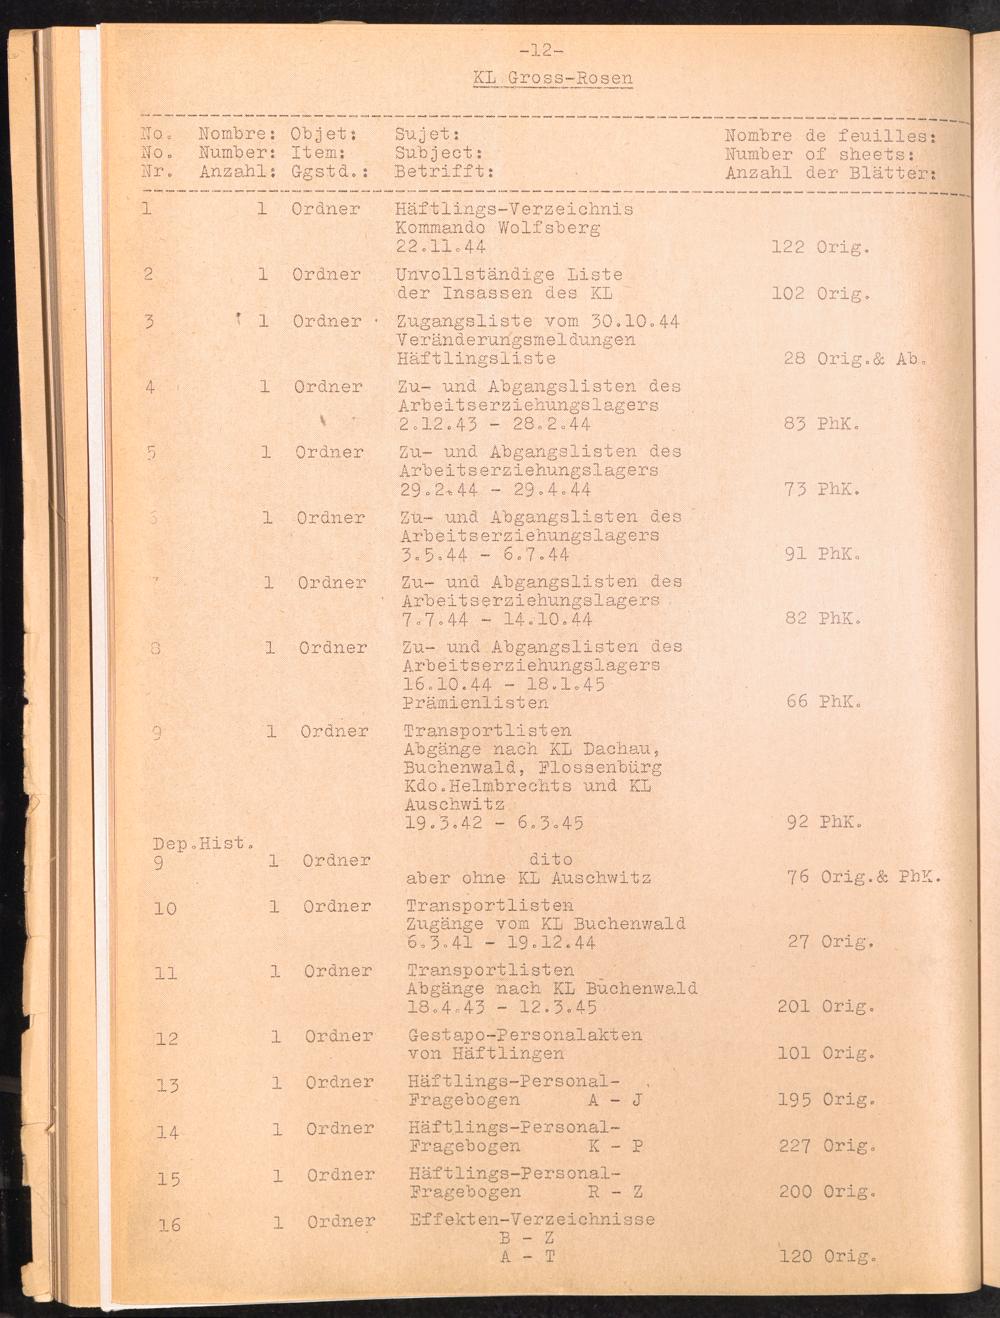 -12-
KL Gross-Rosen
No. Nombre: Objet: Sujet: Nombre de feuilles:
No. Number: Item: Subject: Number of sheets:
Nr. Anzahl: Ggstd.: Betrifft: Anzahl der Blätter:
1 1 Ordner Häftlings-Verzeichnis
Kommando Wolfsberg
22.11.44 122 Orig.
2 1 Ordner Unvollständige Liste
der Insassen des KL 102 Orig.
3 1 Ordner Zugangsliste vom 30.10.44
Veränderungsmeldungen
Häftlingsliste 28 Orig.& Ab.
4 1 Ordner Zu- und Abgangslisten des
Arbeitserziehungslagers
2.12.43 - 28.2.44 83 PhK.
5 1 Ordner Zu- und Abgangslisten des
Arbeitserziehungslagers
29.2.44 - 29.4.44 73 PhK.
6 1 Ordner Zu- und Abgangslisten des
Arbeitserziehungslagers
3.5.44 - 6.7.44 91 PhK.
7 1 Ordner Zu- und Abgangslisten des
Arbeitserziehungslagers
7.7.44 - 14.10.44 82 PhK.
8 1 Ordner Zu- und Abgangslisten des
Arbeitserziehungslagers
16.10.44 - 18.1.45
Prämienlisten 66 PhK.
9 1 Ordner Transportlisten
Abgänge nach KL Dachau,
Buchenwald, Flossenbürg
Kdo.Helmbrechts und KL
Auschwitz
19.3.42 - 6.3.45 92 PhK.
Dep.Hist.
9 1 Ordner dito
aber ohne KL Auschwitz 76 Orig.& PhK.
10 1 Ordner Transportlisten
Zugänge vom KL Buchenwald
6.3.41 - 19.12.44 27 Orig.
11 1 Ordner Transportlisten
Abgänge nach KL Buchenwald
18.4.43 - 12.3.45 201 Orig.
12 1 Ordner Gestapo-Personalakten
von Häftlingen 101 Orig.
13 1 Ordner Häftlings-Personal-
Fragebogen A - J 195 Orig.
14 1 Ordner Häftlings-Personal-
Fragebogen K - P 227 Orig.
15 1 Ordner Häftlings-Personal-
Fragebogen R - Z 200 Orig.
16 1 Ordner Effekten-Verzeichnisse
B - Z
A - T 120 Orig.